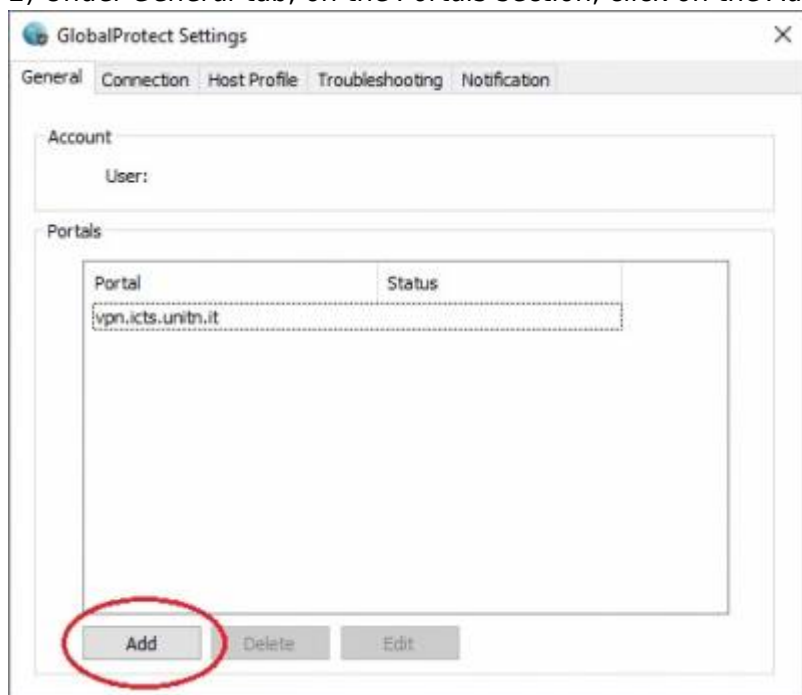 GlobalProtect Settings
General Connection Host Profile Troubleshooting Notification
Account
User:
Portals
Portal Status
vpn.icts.unitn.it
Add Delete Edit